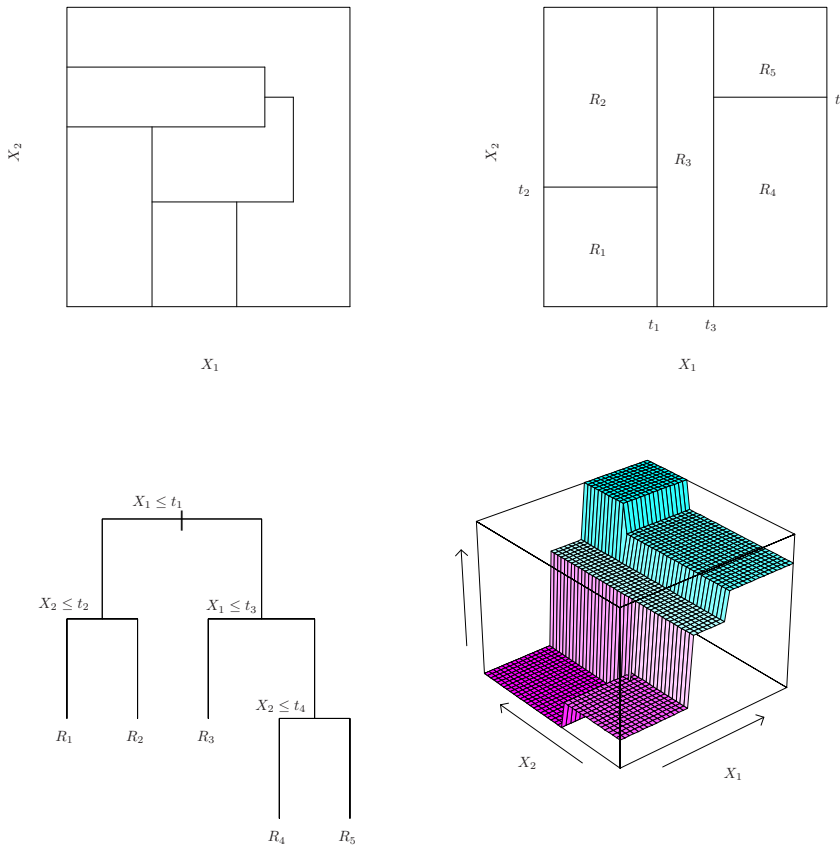 X₂
X₁
R₅
R₂
t
X₂
R₃
t₂
R₄
R₁
t₁ t₃
X₁
X₁ ≤ t₁
X₂ ≤ t₂
X₁ ≤ t₃
X₂ ≤ t₄
R₁
R₂
R₃
R₄
R₅
X₂
X₁